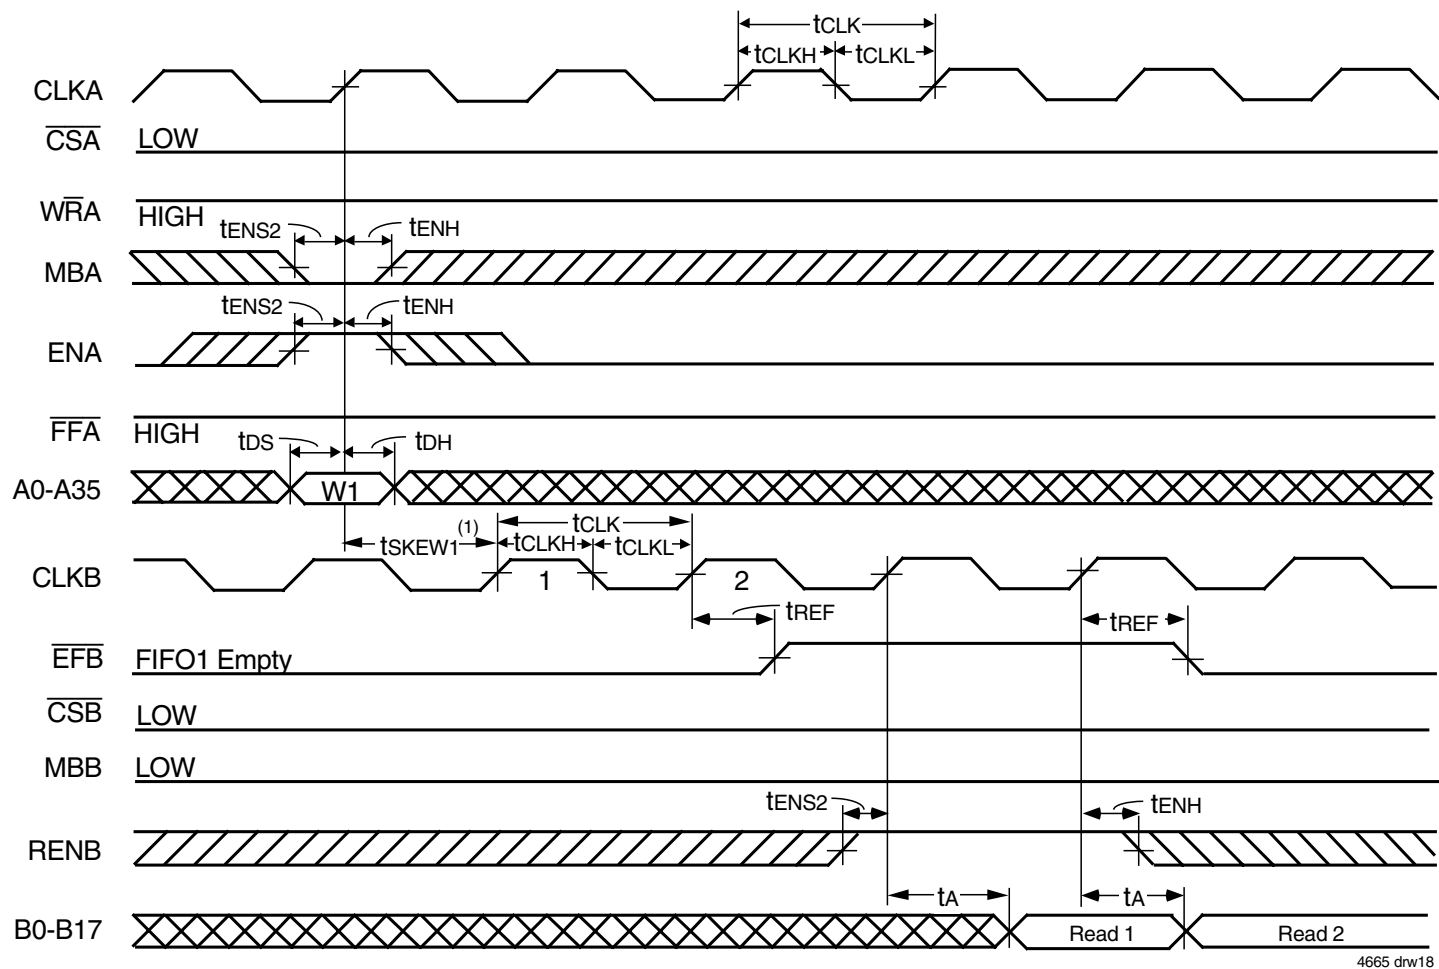 tCLK
tCLKH tCLKL
CLKA
CSA LOW
WRA HIGH
tENS2 tENH
MBA
tENS2 tENH
ENA
FFA HIGH
tDS tDH
A0-A35 W1
tSKEW1 (1) tCLK
tCLKH tCLKL
CLKB 1 2
tREF tREF
EFB FIFO1 Empty
CSB LOW
MBB LOW
tENS2 tENH
RENB
tA tA
B0-B17 Read 1 Read 2
4665 drw18